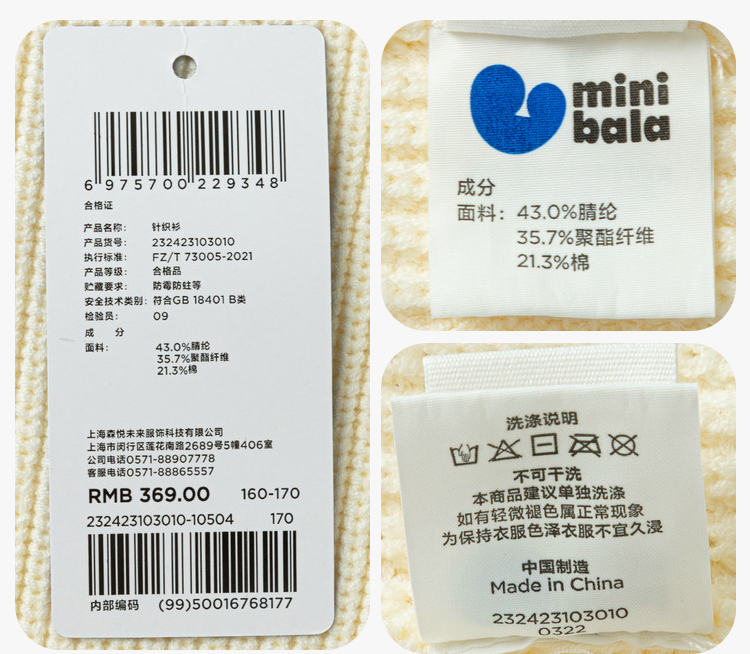 6 975700 229348
合格证
产品名称： 针织衫
产品货号： 232423103010
执行标准： FZ/T 73005-2021
产品等级： 合格品
贮藏要求： 防霉防蛀等
安全技术类别：符合GB 18401 B类
检验员： 09
成 分
面料： 43.0%腈纶
35.7%聚酯纤维
21.3%棉
上海森悦未来服饰科技有限公司
上海市闵行区莲花南路2689号5幢406室
公司电话0571-88907778
客服电话0571-88865557
RMB 369.00 160-170
232423103010-10504 170
内部编码 (99)50016768177
mini
bala
成分
面料：43.0%腈纶
35.7%聚酯纤维
21.3%棉
洗涤说明
不可干洗
本商品建议单独洗涤
如有轻微褪色属正常现象
为保持衣服色泽衣服不宜久浸
中国制造
Made in China
232423103010
0322